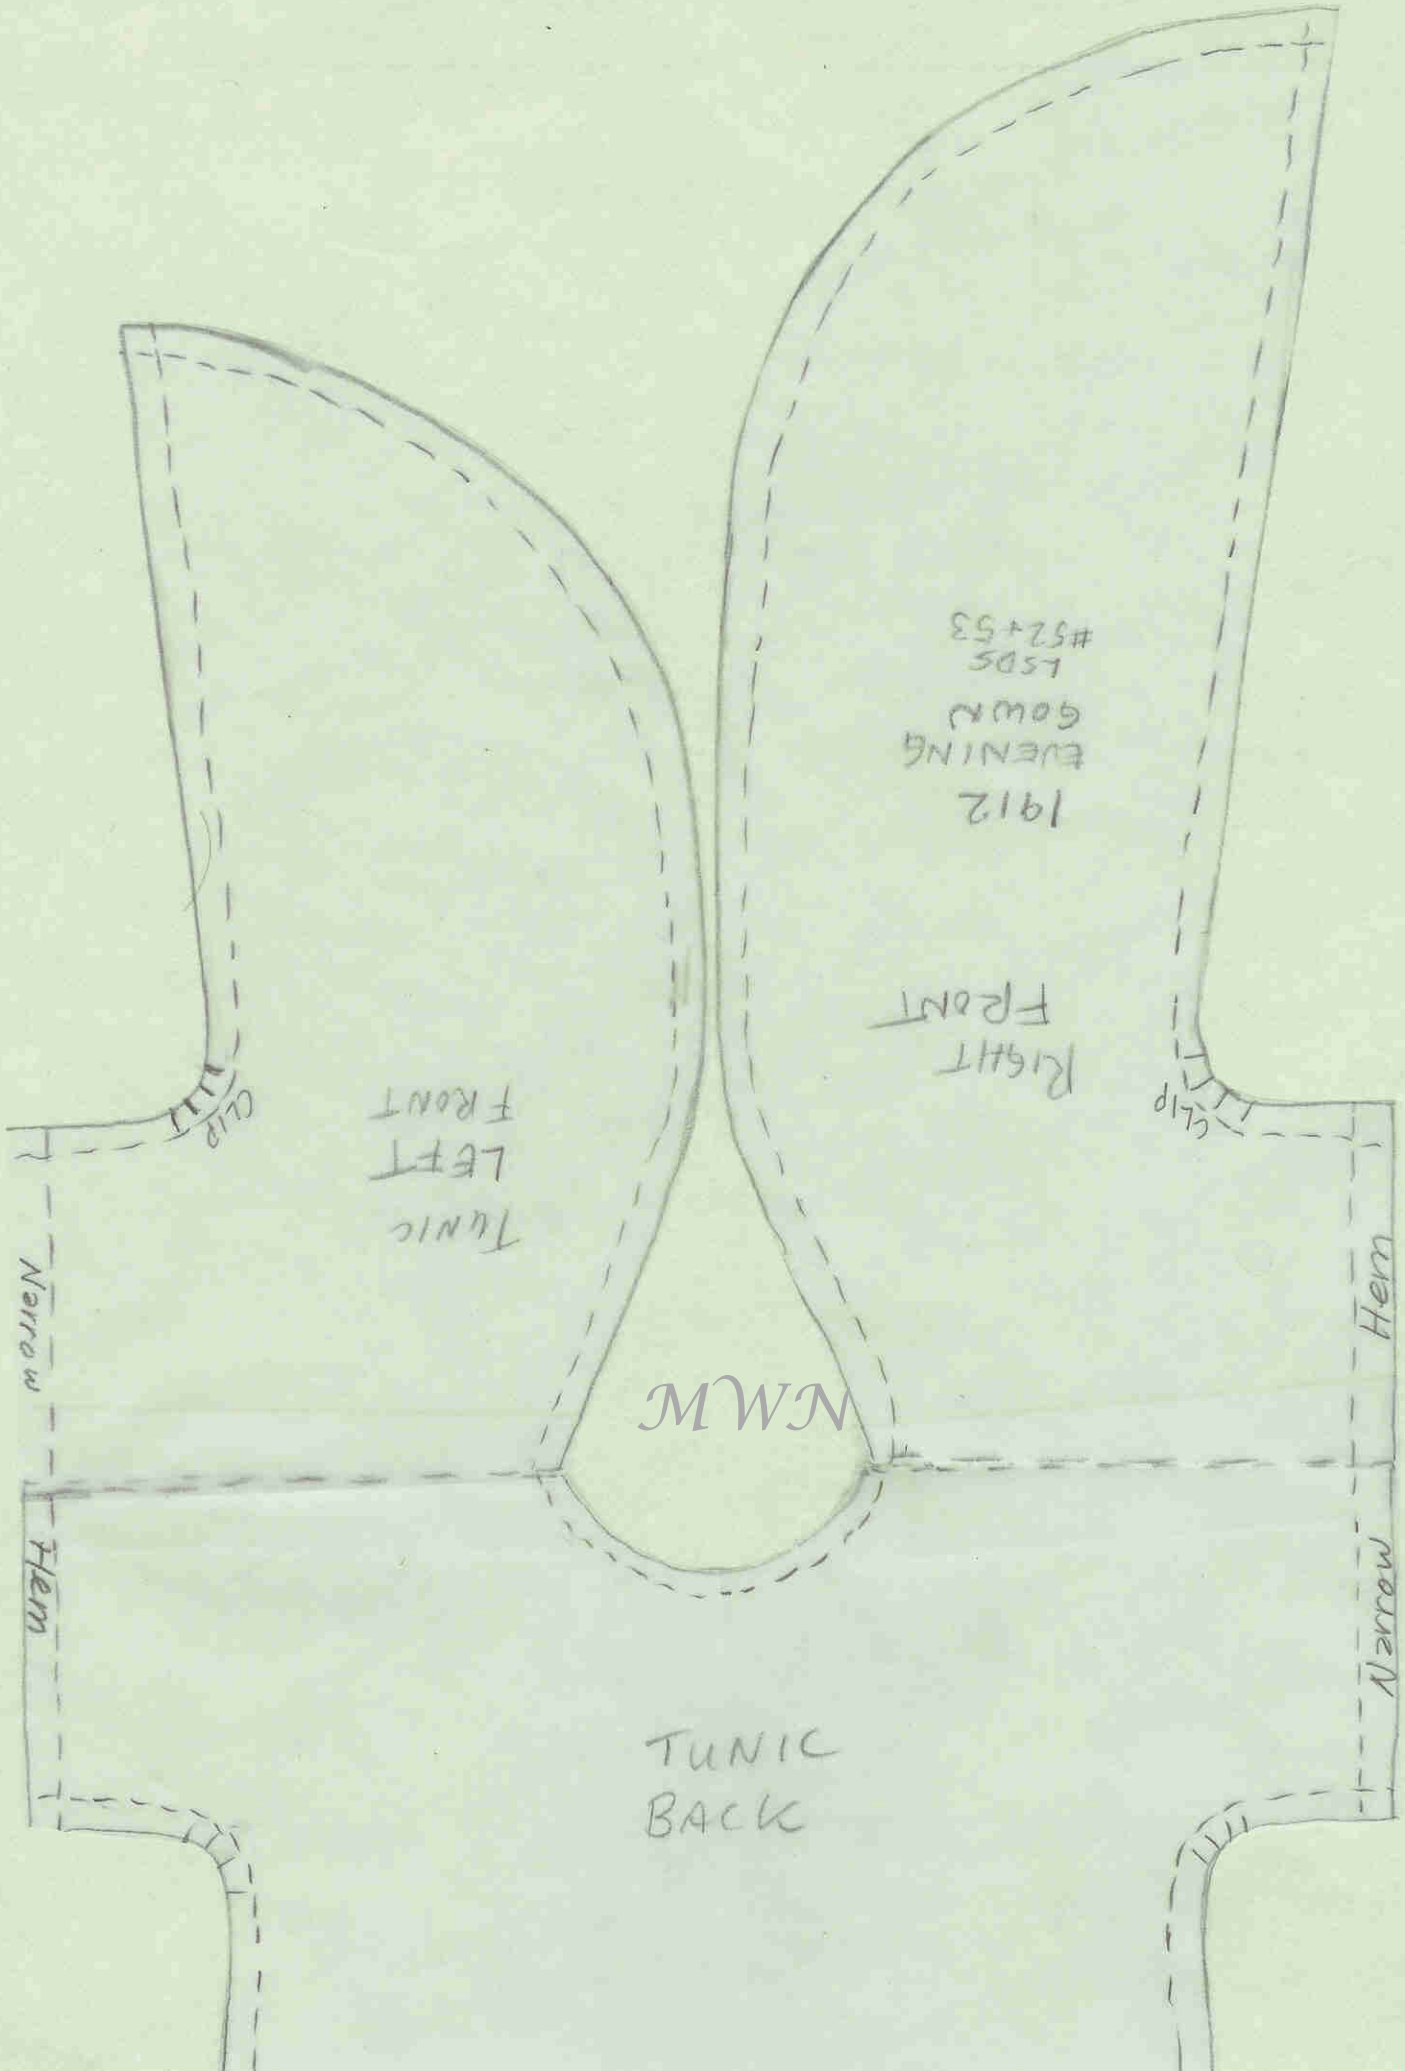 1912
EVENING
GOWN
LSDS
#52+53
RIGHT
FRONT
CLIP
TUNIC
LEFT
FRONT
CLIP
Narrow
Hem
Hem
Narrow
MWN
TUNIC
BACK